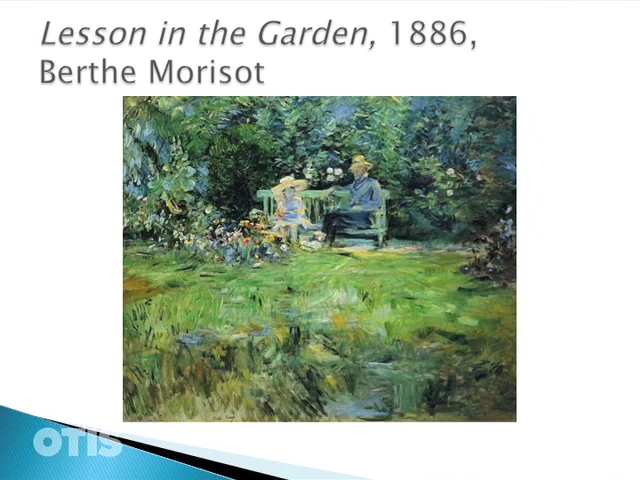 Lesson in the Garden, 1886,
Berthe Morisot
OTIS